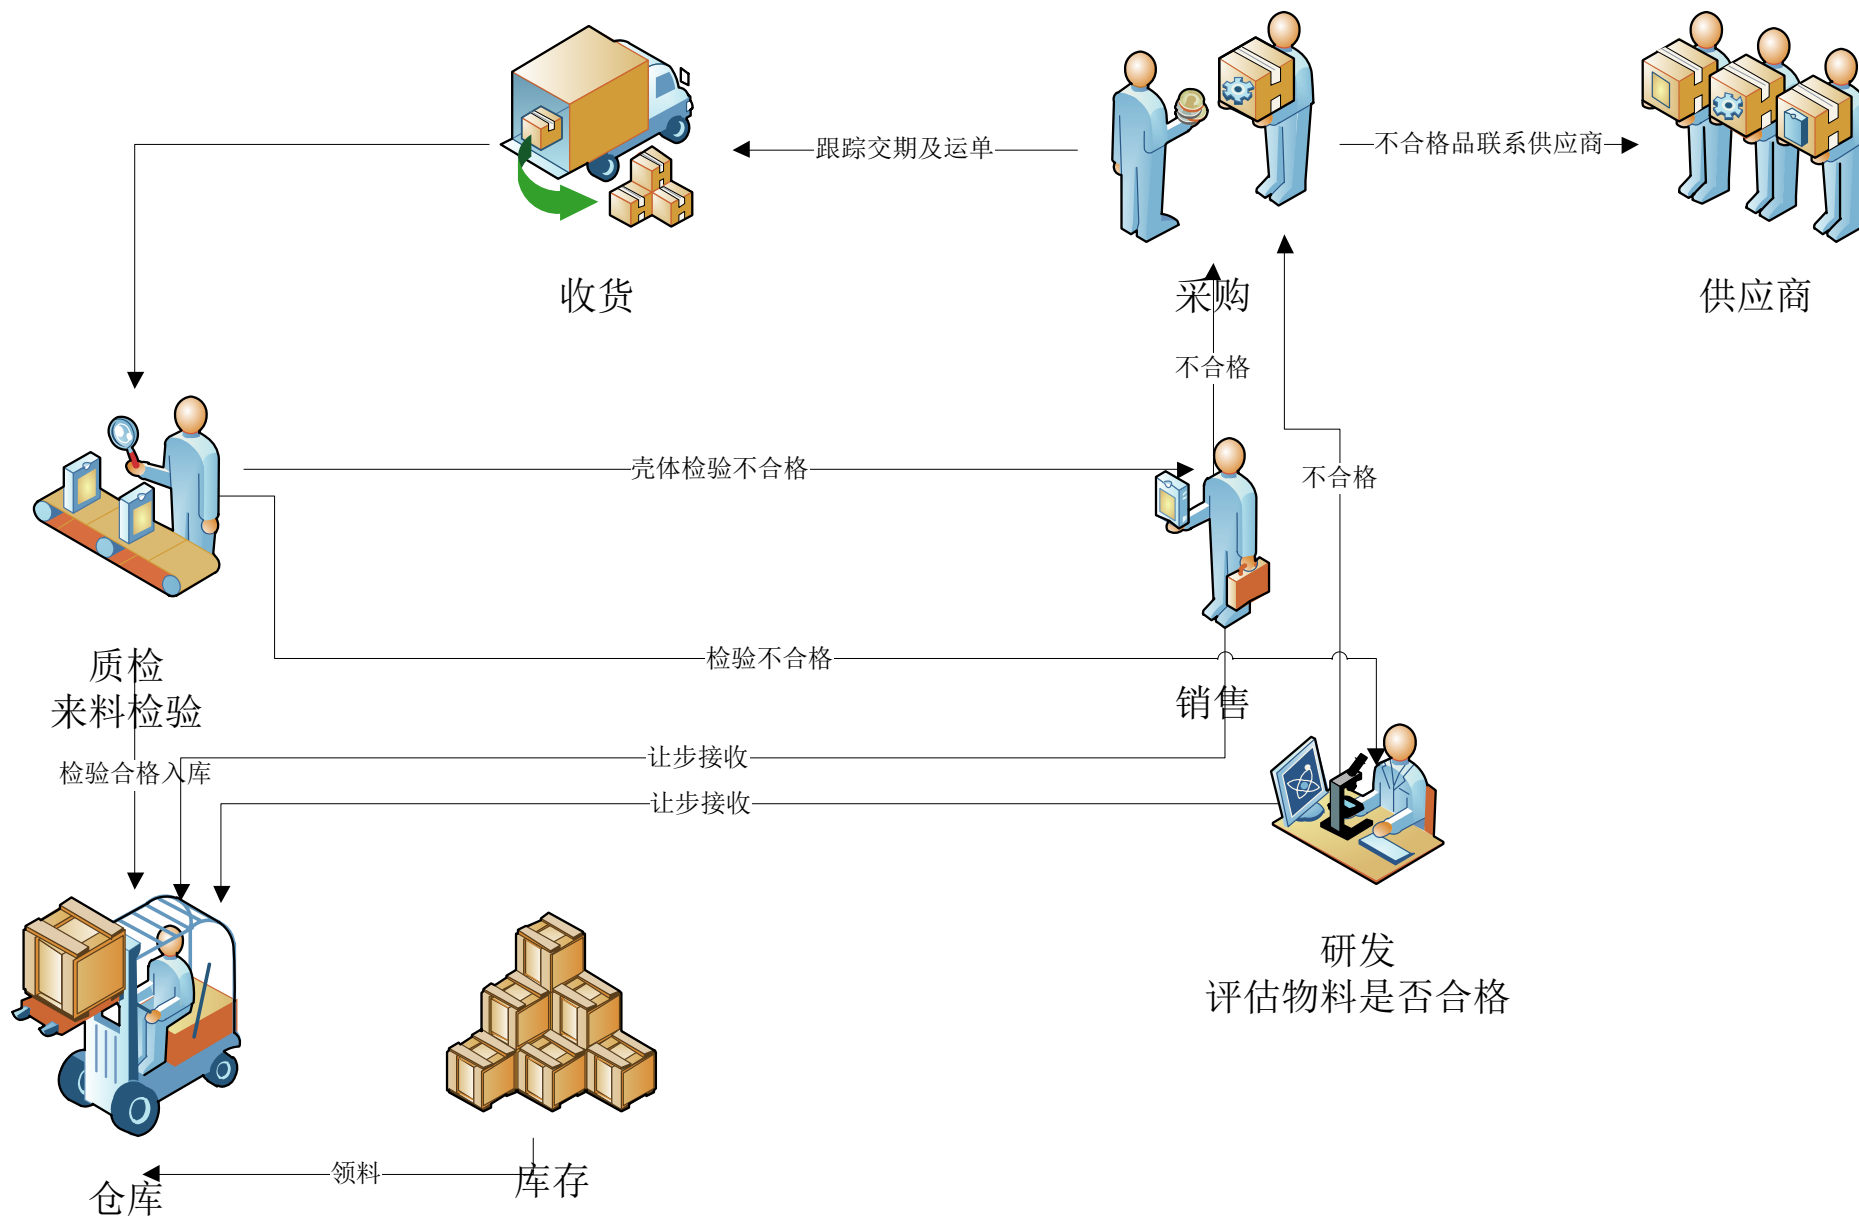 跟踪交期及运单
不合格品联系供应商
收货
采购
供应商
不合格
壳体检验不合格
不合格
检验不合格
质检
来料检验
销售
让步接收
检验合格入库
让步接收
研发
评估物料是否合格
领料
库存
仓库